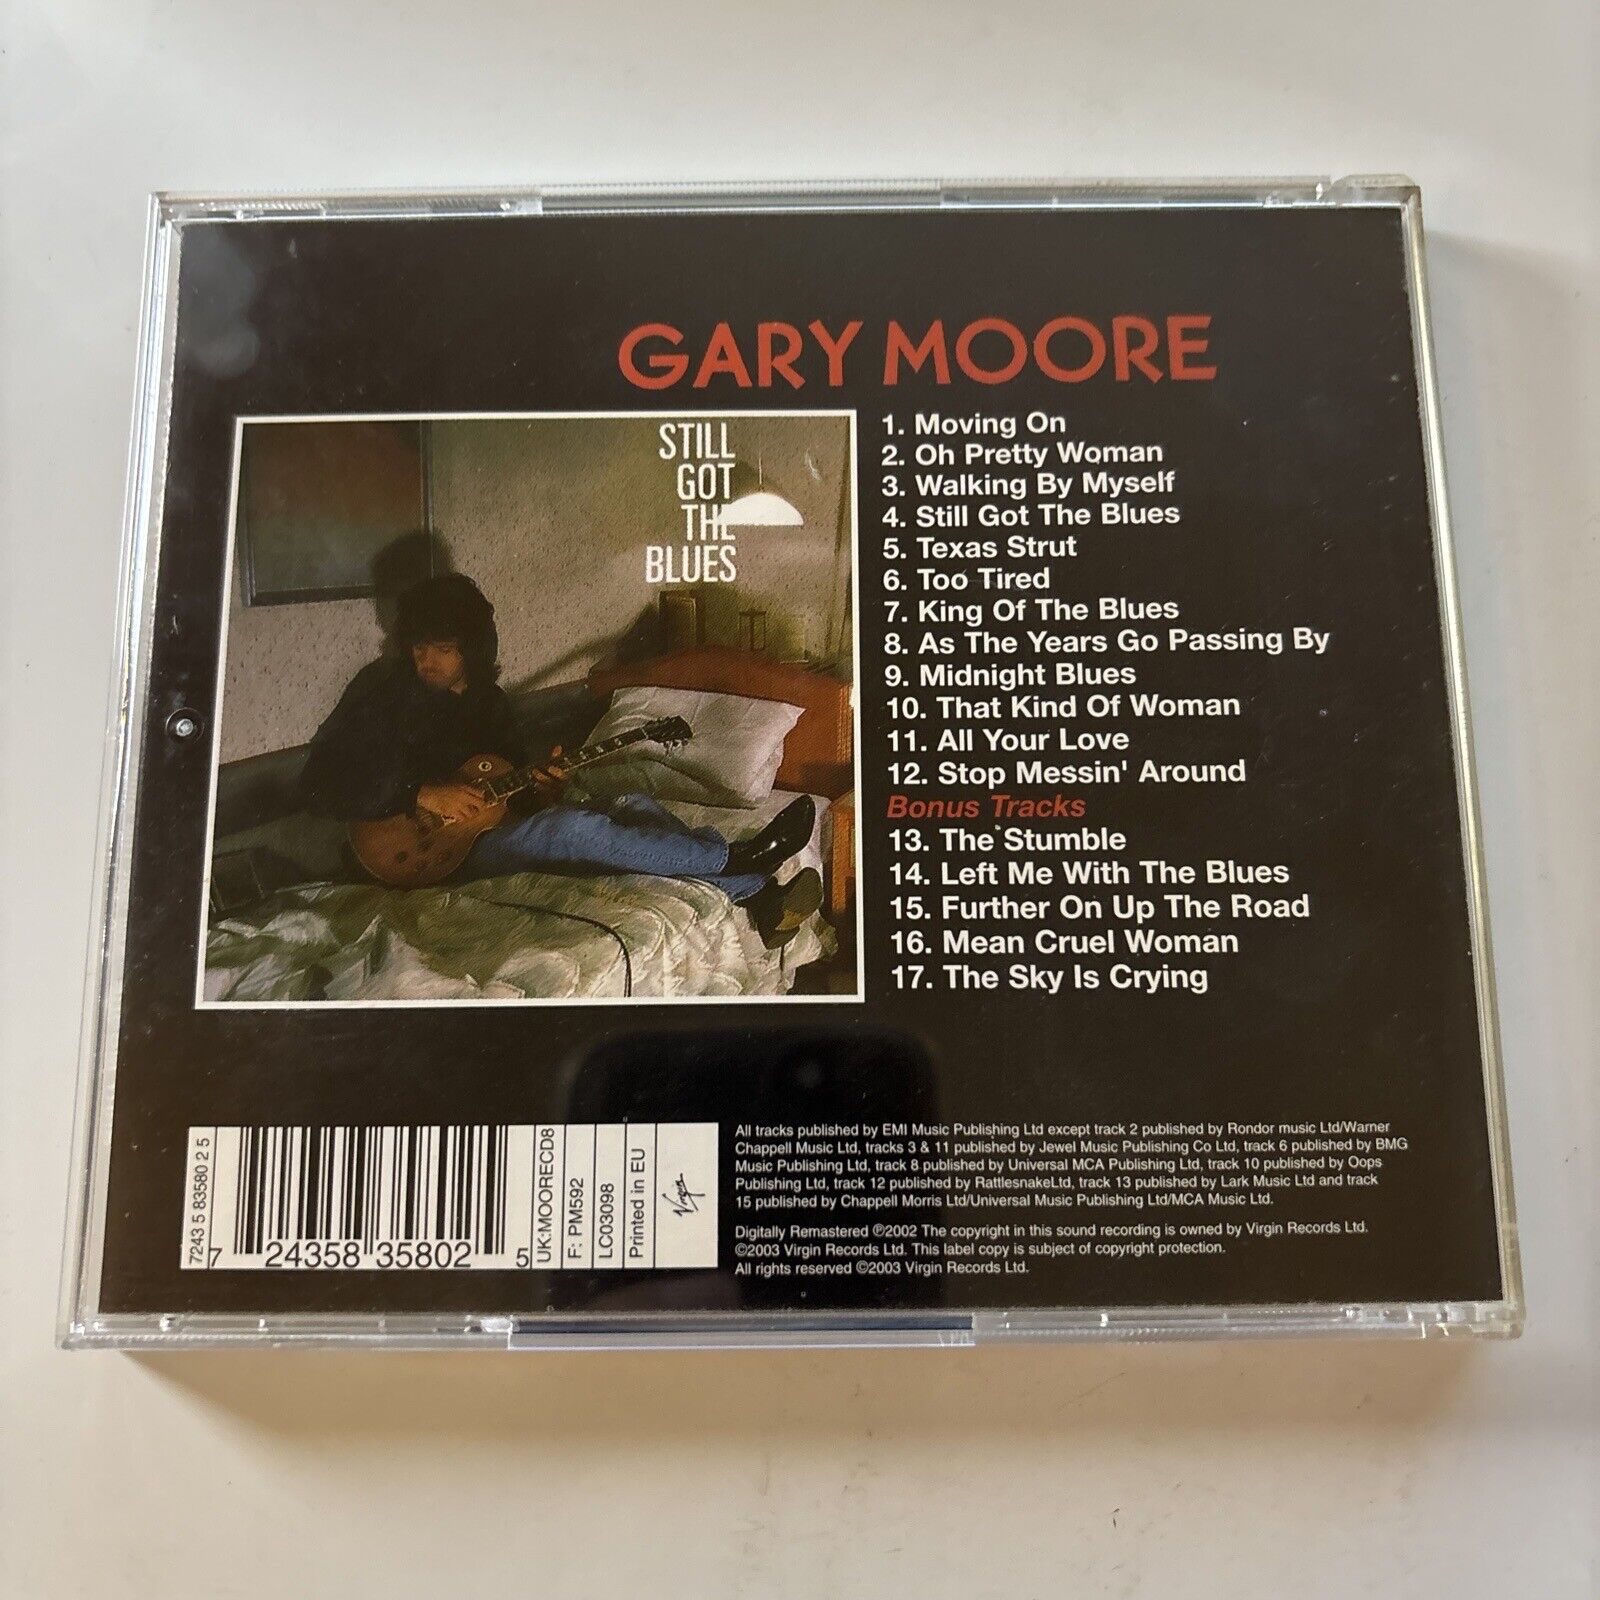 GARY MOORE
STILL
GOT
THE
BLUES
1. Moving On
2. Oh Pretty Woman
3. Walking By Myself
4. Still Got The Blues
5. Texas Strut
6. Too Tired
7. King Of The Blues
8. As The Years Go Passing By
9. Midnight Blues
10. That Kind Of Woman
11. All Your Love
12. Stop Messin' Around
Bonus Tracks
13. The Stumble
14. Left Me With The Blues
15. Further On Up The Road
16. Mean Cruel Woman
17. The Sky Is Crying
7243 5 83580 2 5
7 24358 35802 5
UK:MOORECD8
F: PM592
LC03098
Printed in EU
Virgin
All tracks published by EMI Music Publishing Ltd except track 2 published by Rondor music Ltd/Warner
Chappell Music Ltd, tracks 3 & 11 published by Jewel Music Publishing Co Ltd, track 6 published by BMG
Music Publishing Ltd, track 8 published by Universal MCA Publishing Ltd, track 10 published by Oops
Publishing Ltd, track 12 published by RattlesnakeLtd, track 13 published by Lark Music Ltd and track
15 published by Chappell Morris Ltd/Universal Music Publishing Ltd/MCA Music Ltd.
Digitally Remastered ℗2002 The copyright in this sound recording is owned by Virgin Records Ltd.
©2003 Virgin Records Ltd. This label copy is subject of copyright protection.
All rights reserved ©2003 Virgin Records Ltd.